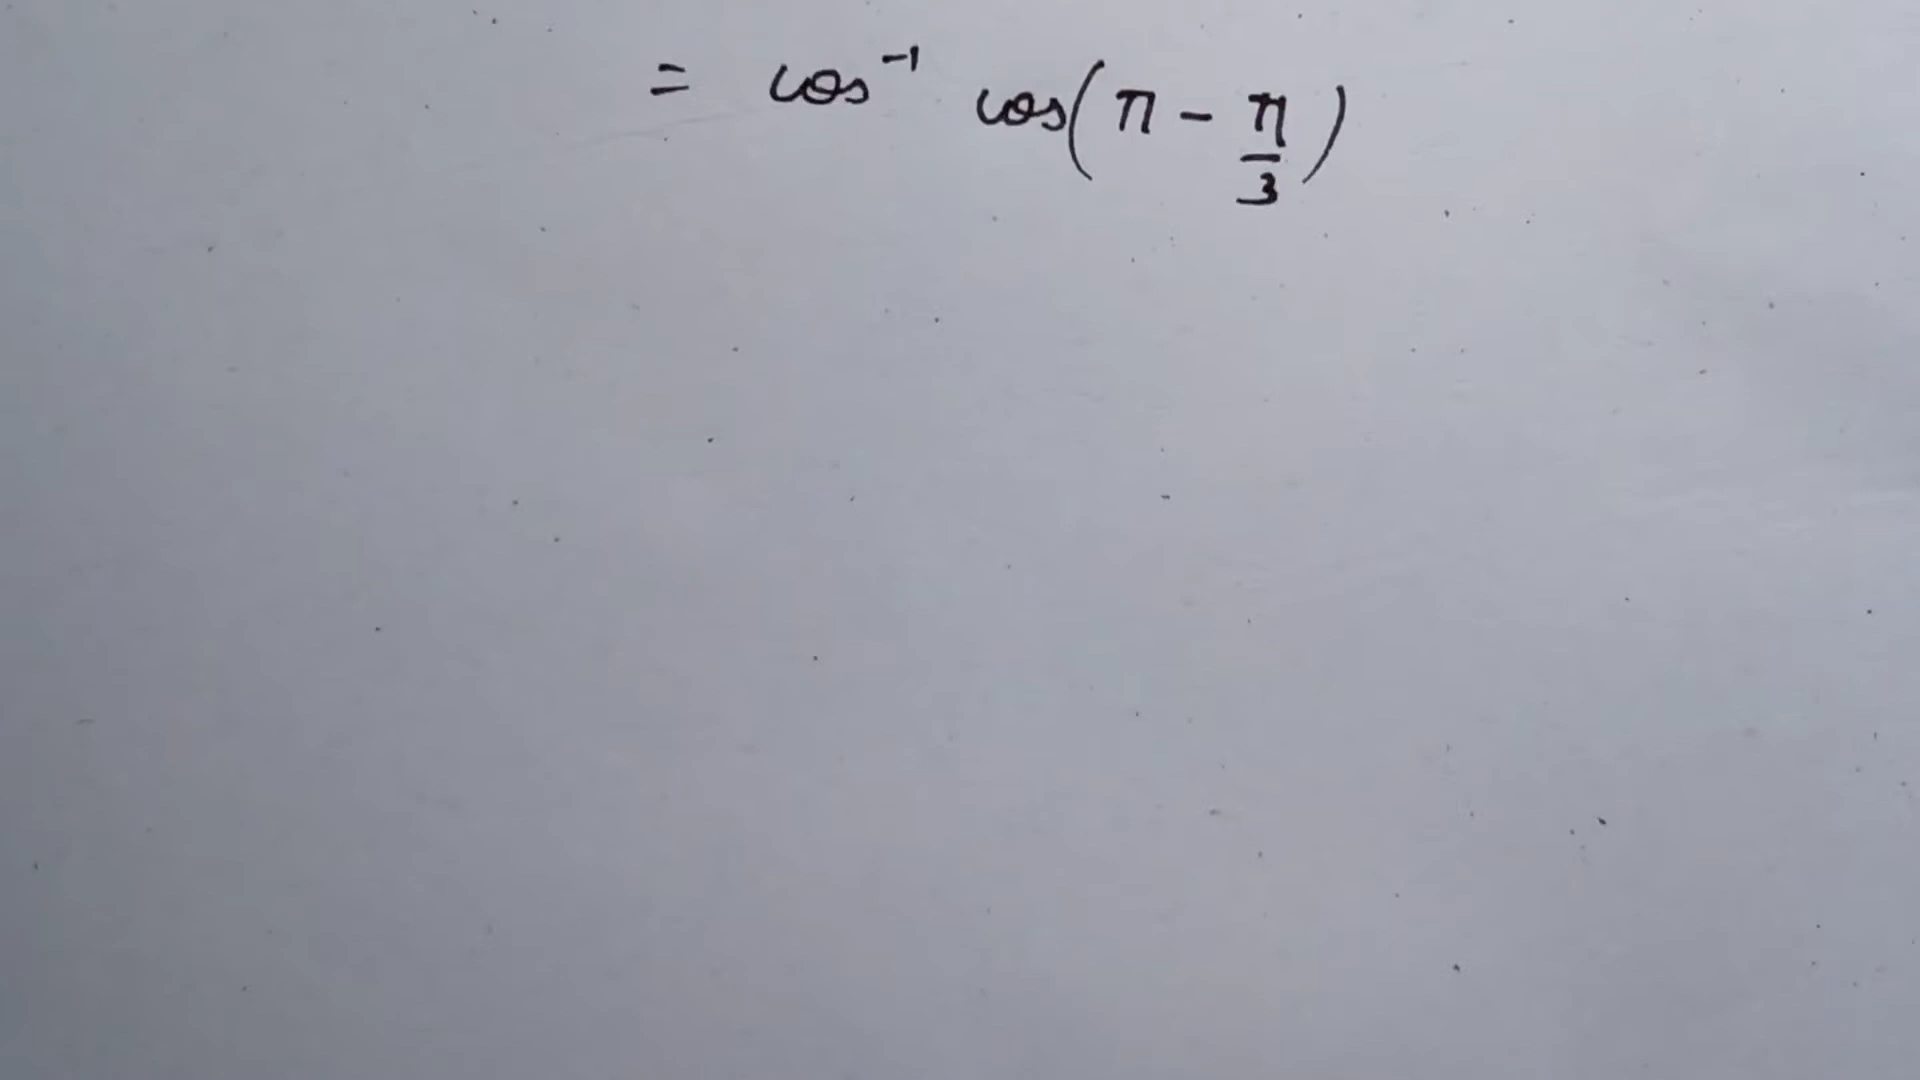 = cos⁻¹ cos(π - π/3)